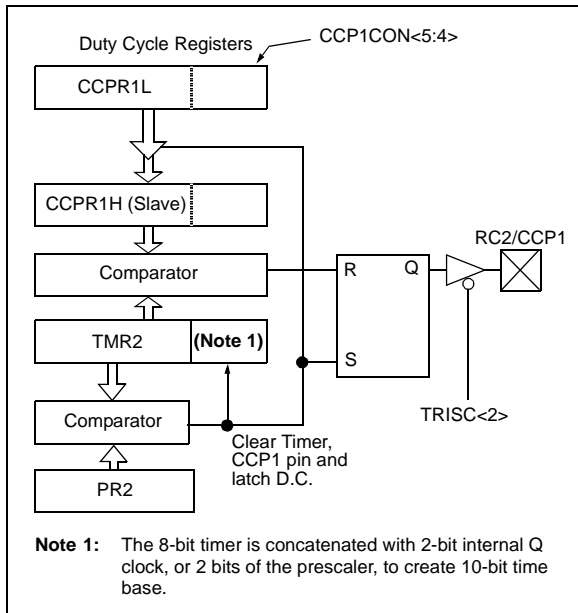 Duty Cycle Registers
CCP1CON<5:4>
CCPR1L
CCPR1H (Slave)
RC2/CCP1
Comparator
R
Q
TMR2
(Note 1)
S
Comparator
TRISC<2>
Clear Timer,
CCP1 pin and
latch D.C.
PR2
Note 1: The 8-bit timer is concatenated with 2-bit internal Q
clock, or 2 bits of the prescaler, to create 10-bit time
base.